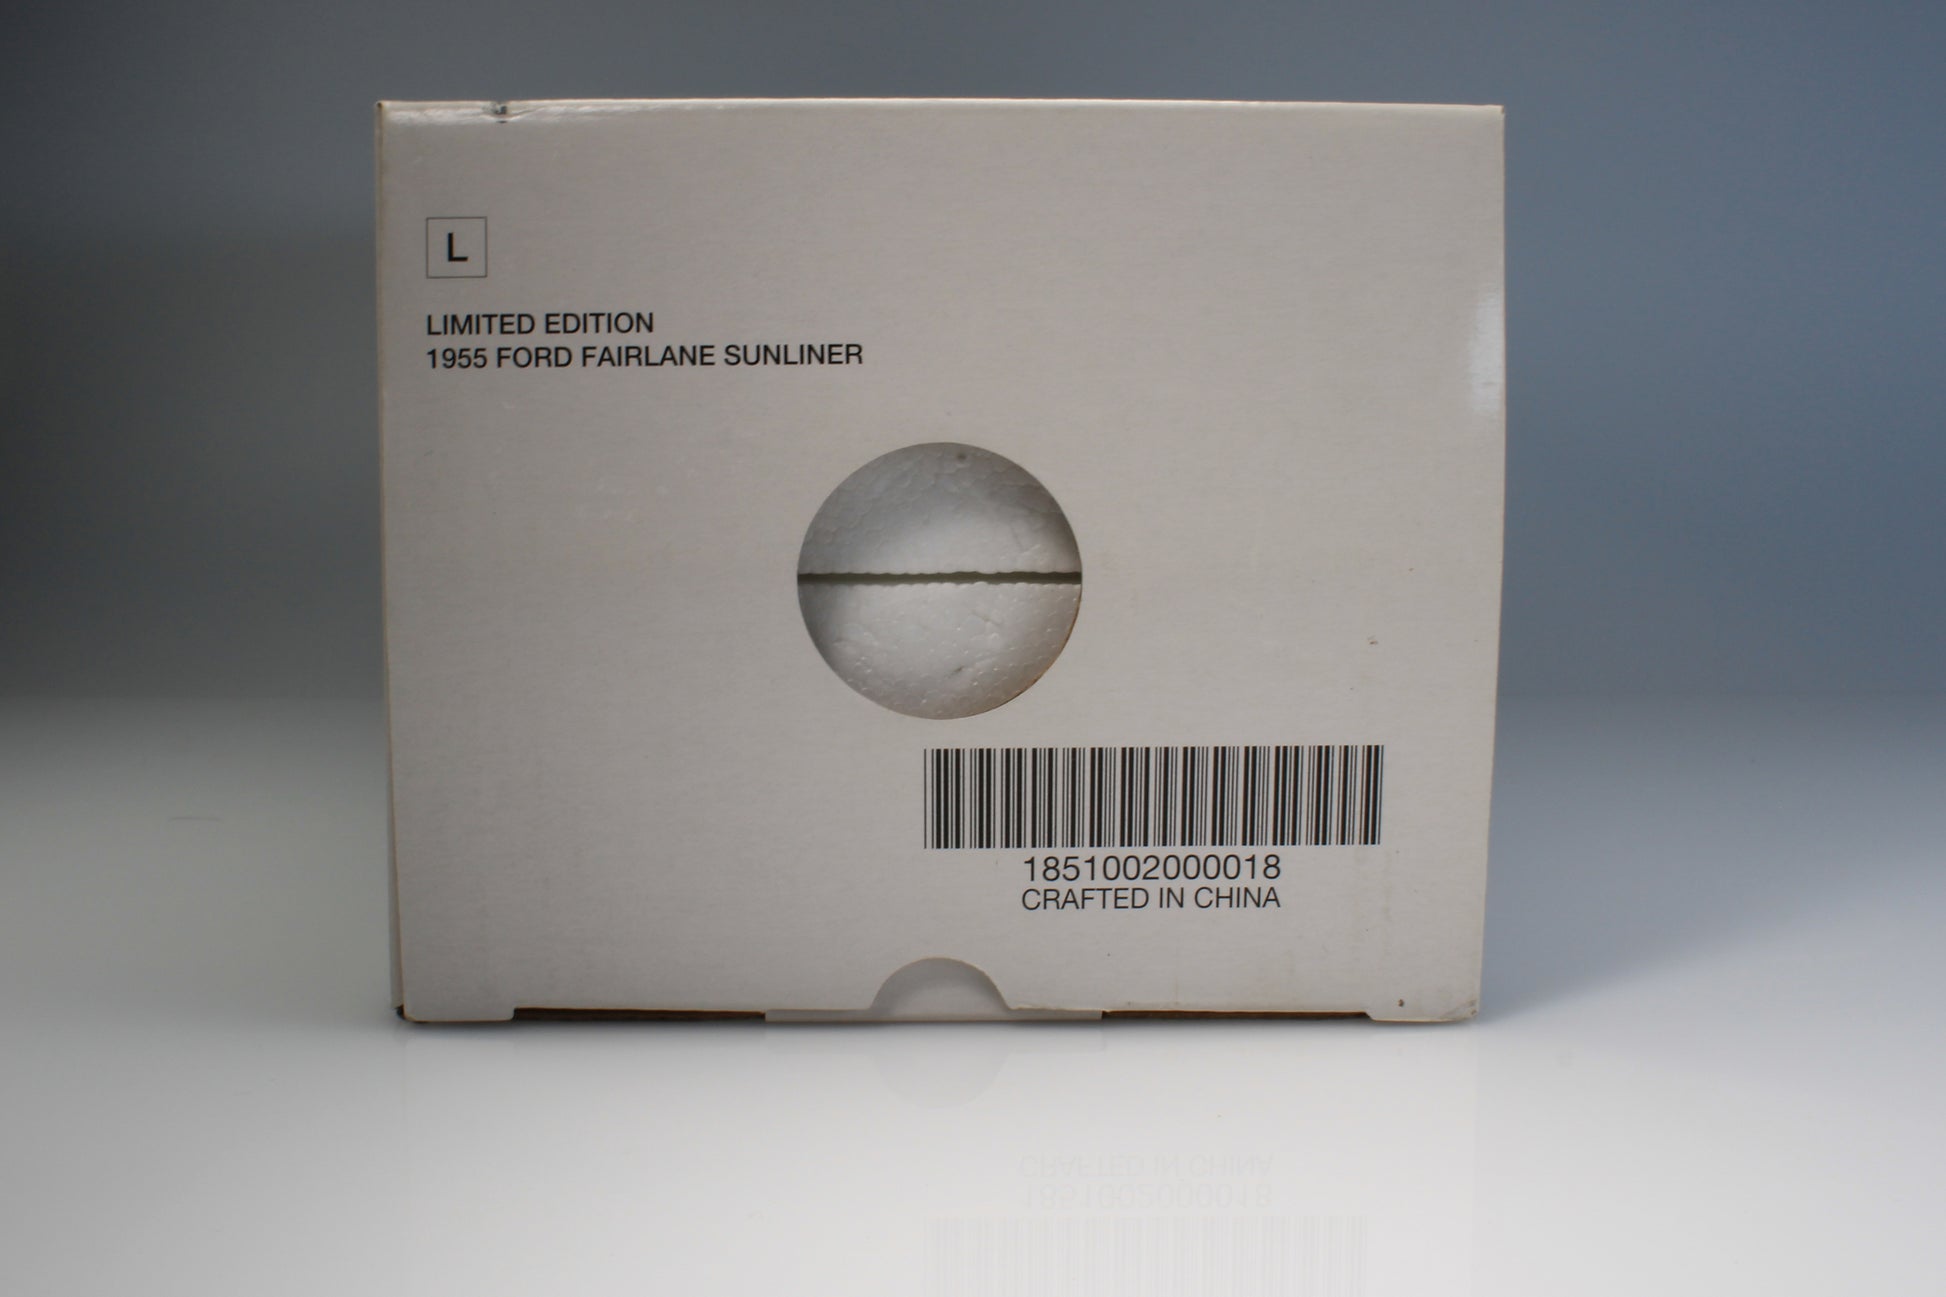 L
LIMITED EDITION
1955 FORD FAIRLANE SUNLINER
1851002000018
CRAFTED IN CHINA